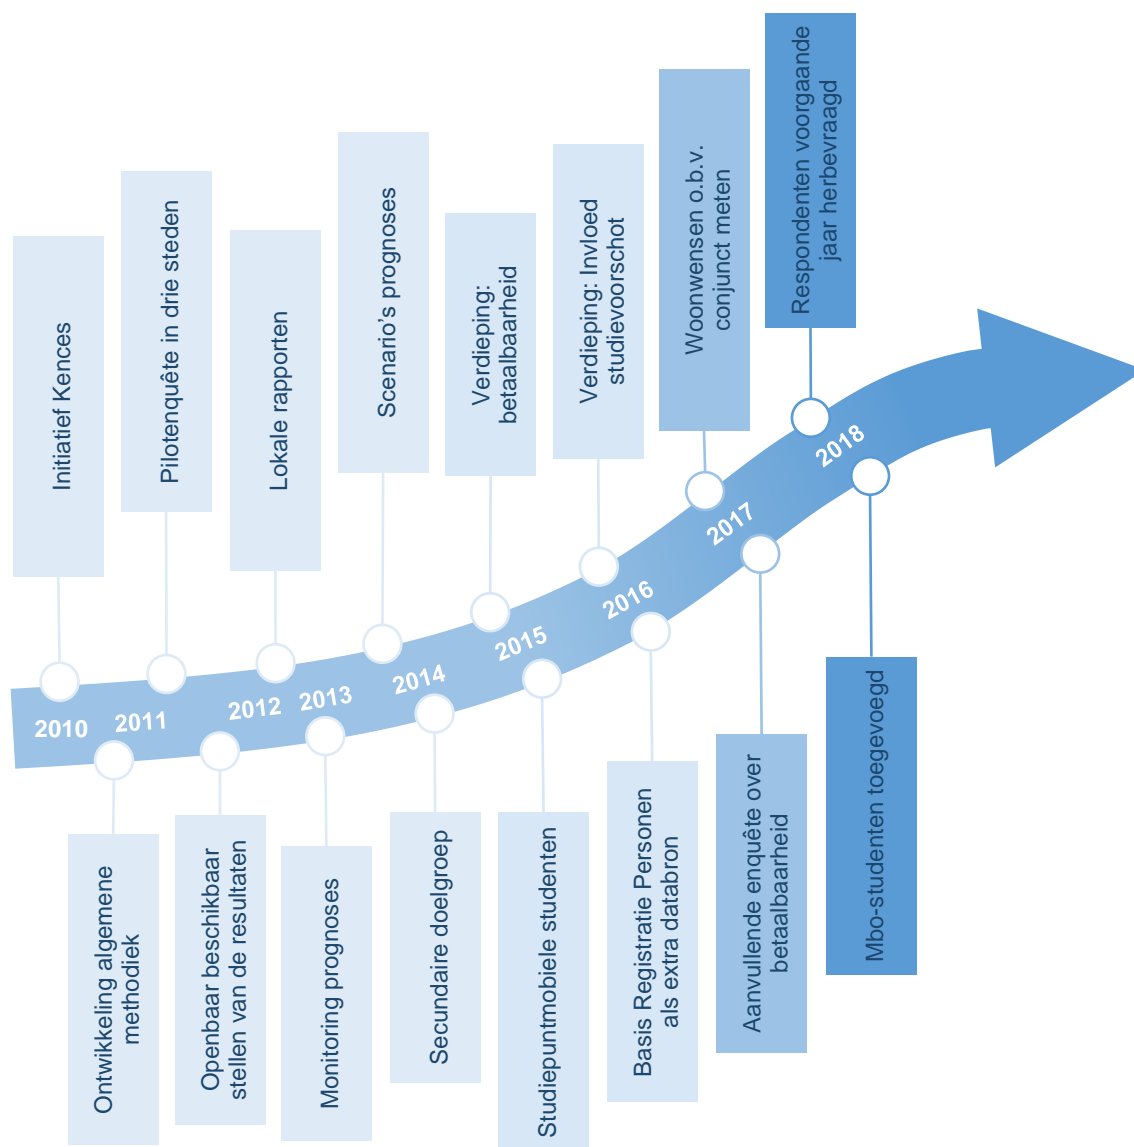 Initiatief Kences
Pilotenquête in drie steden
Lokale rapporten
Scenario’s prognoses
Verdieping:
betaalbaarheid
Verdieping: Invloed
studievoorschot
Woonwensen o.b.v.
conjunct meten
Respondenten voorgaande
jaar herbevraagd
2010
2011
2012
2013
2014
2015
2016
2017
2018
Ontwikkeling algemene
methodiek
Openbaar beschikbaar
stellen van de resultaten
Monitoring prognoses
Secundaire doelgroep
Studiepuntmobiele studenten
Basis Registratie Personen
als extra databron
Aanvullende enquête over
betaalbaarheid
Mbo-studenten toegevoegd